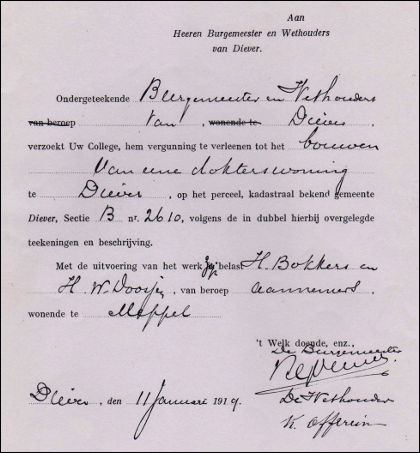 Aan
Heeren Burgemeester en Wethouders
van Diever.
Ondergeteekende Burgemeester en Wethouders
van beroep van, wonende te Diever,
verzoekt Uw College, hem vergunning te verleenen tot het bouwen
van eene dokterswoning
te Diever, op het perceel, kadastraal bekend gemeente
Diever, Sectie B nr. 2610, volgens de in dubbel hierbij overgelegde
teekeningen en beschrijving.
Met de uitvoering van het werk zijn belast H. Bokkers en
H. W. Dooijer, van beroep aannemers,
wonende te Meppel
't Welk doende, enz.,
De Burgemeester
Diever, den 11 Januari 1919.
De Wethouder
K. Offerein